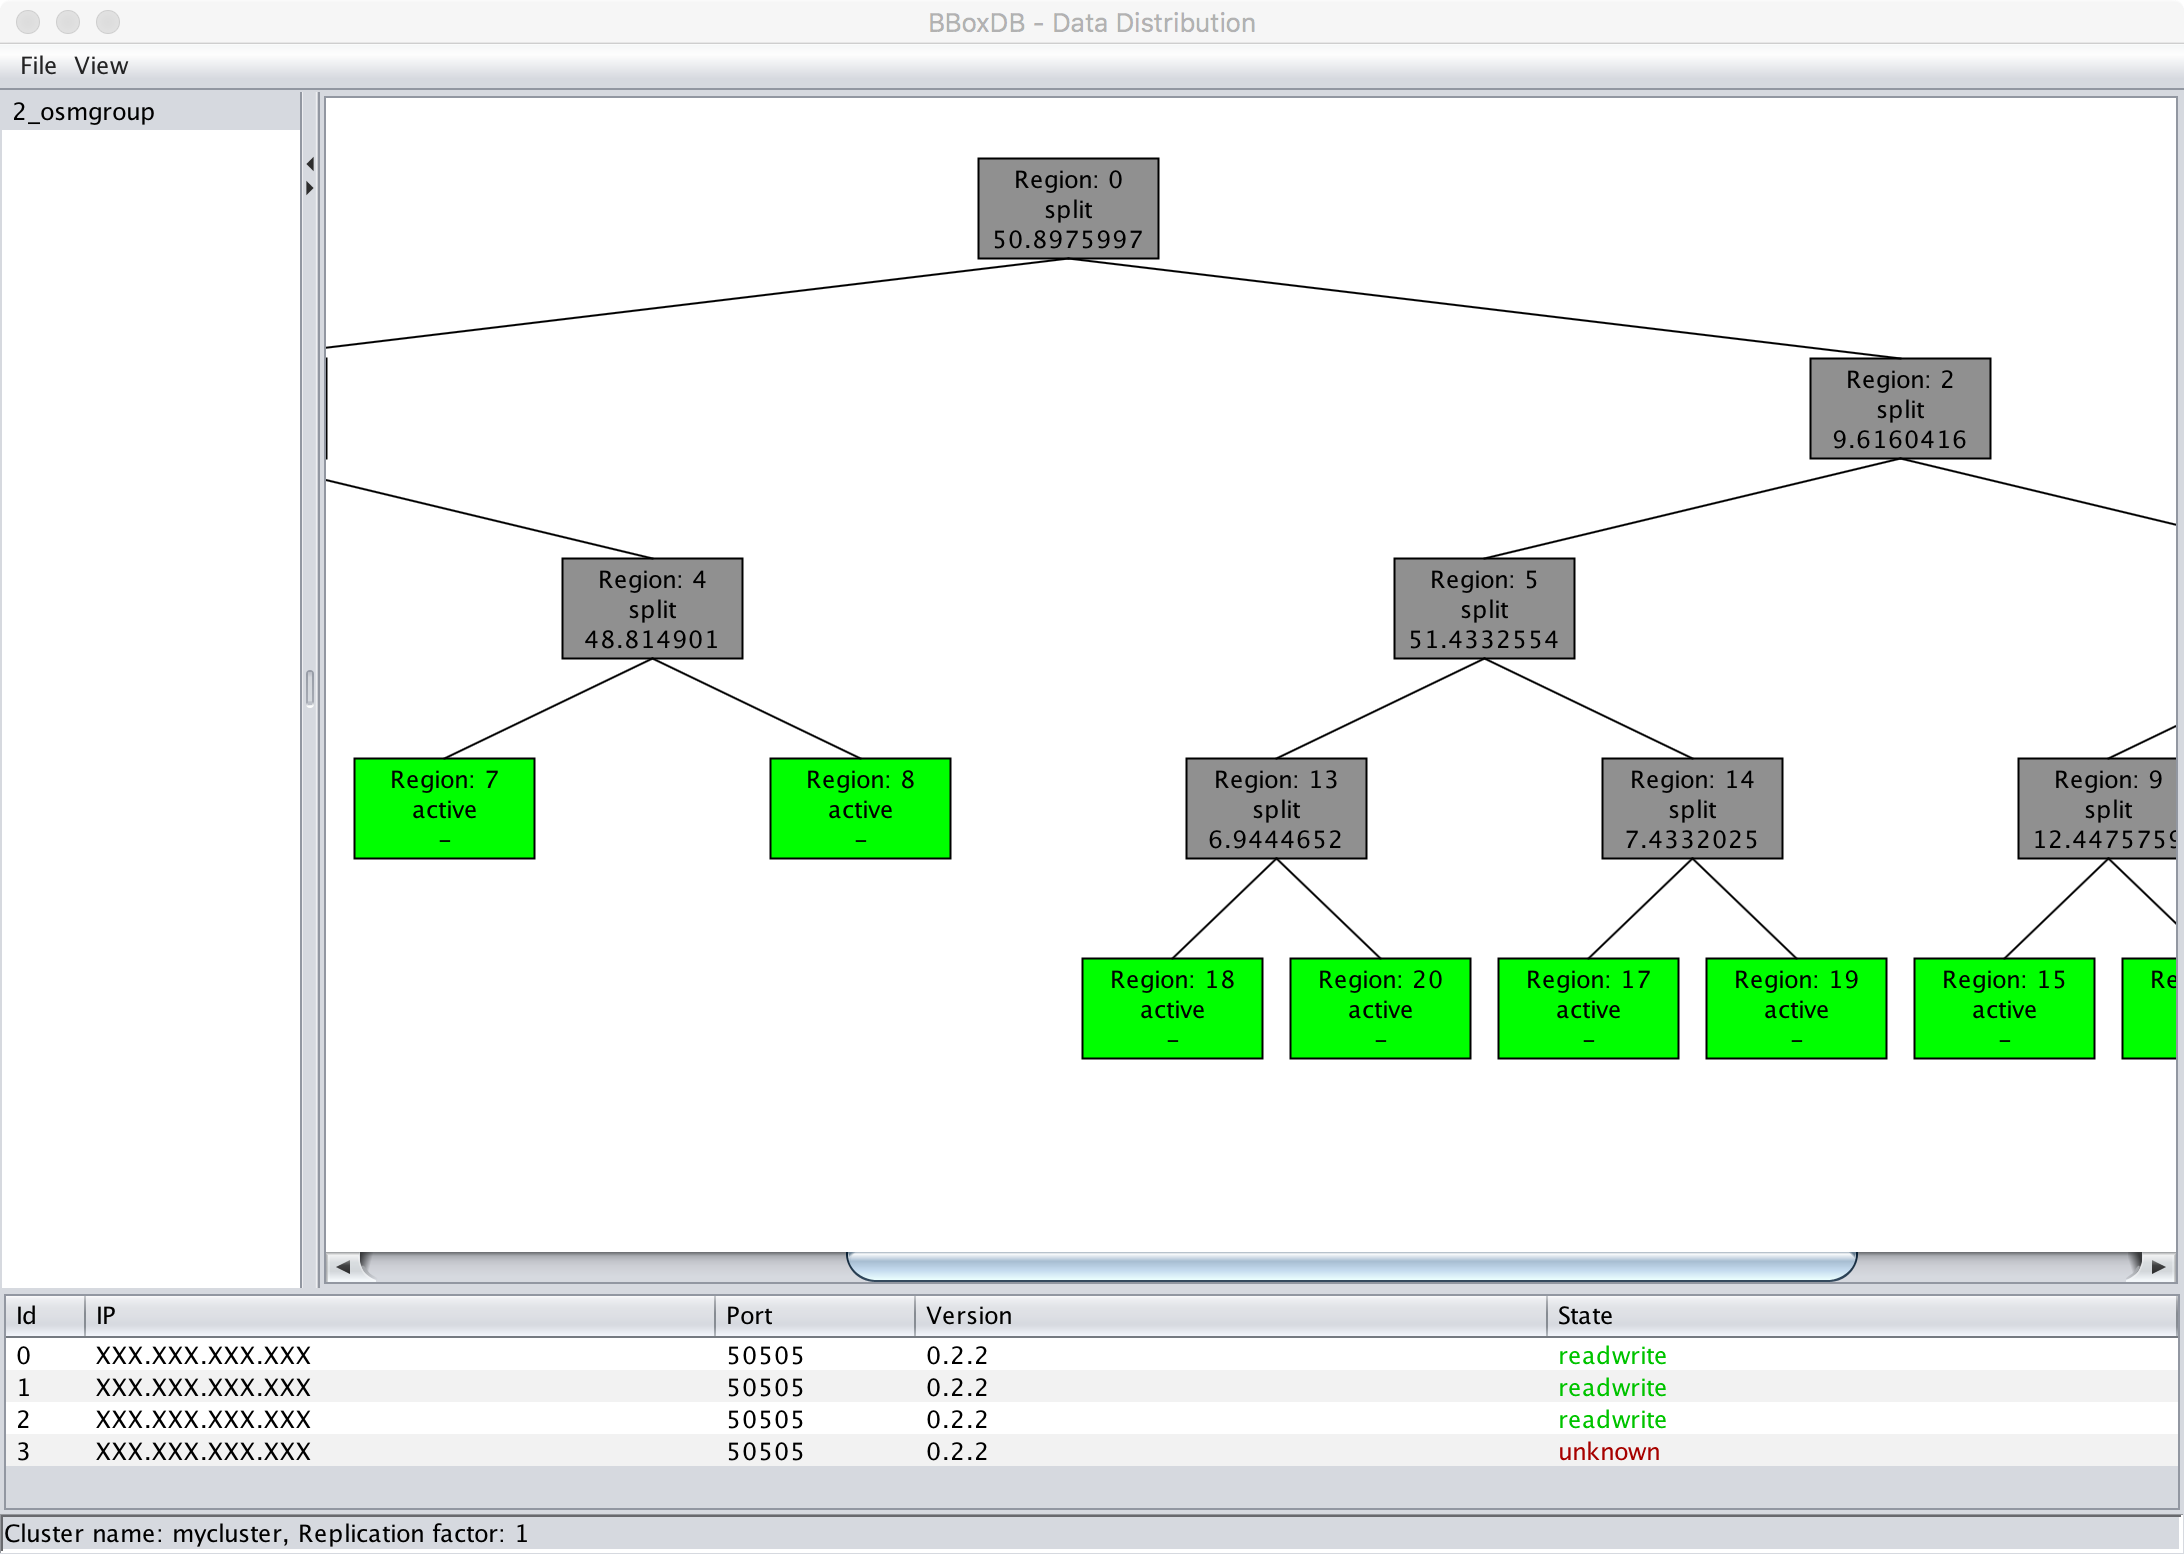 BBoxDB - Data Distribution
File View
2_osmgroup
Region: 0
split
50.8975997
Region: 2
split
9.6160416
Region: 4
split
48.814901
Region: 5
split
51.4332554
Region: 7
active
-
Region: 8
active
-
Region: 13
split
6.9444652
Region: 14
split
7.4332025
Region: 9
split
12.4475759
Region: 18
active
-
Region: 20
active
-
Region: 17
active
-
Region: 19
active
-
Region: 15
active
-
Id IP Port Version State
0 XXX.XXX.XXX.XXX 50505 0.2.2 readwrite
1 XXX.XXX.XXX.XXX 50505 0.2.2 readwrite
2 XXX.XXX.XXX.XXX 50505 0.2.2 readwrite
3 XXX.XXX.XXX.XXX 50505 0.2.2 unknown
Cluster name: mycluster, Replication factor: 1